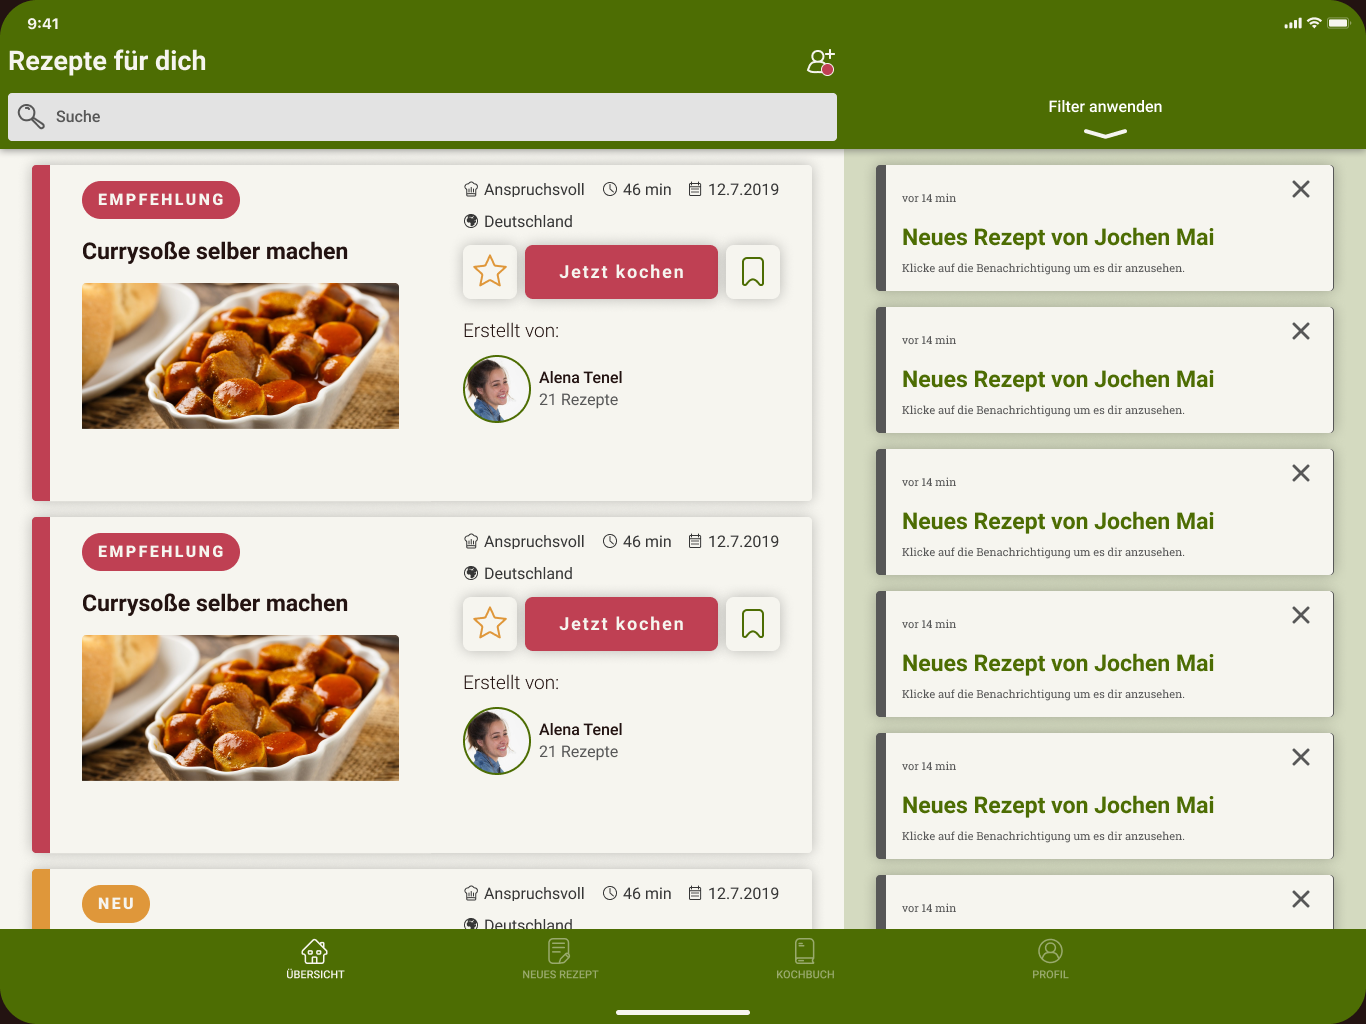 9:41
Rezepte für dich
Suche
Filter anwenden
EMPFEHLUNG
Currysoße selber machen
Anspruchsvoll 46 min 12.7.2019
Deutschland
Jetzt kochen
Erstellt von:
Alena Tenel
21 Rezepte
EMPFEHLUNG
Currysoße selber machen
Anspruchsvoll 46 min 12.7.2019
Deutschland
Jetzt kochen
Erstellt von:
Alena Tenel
21 Rezepte
NEU
Anspruchsvoll 46 min 12.7.2019
Deutschland
vor 14 min
Neues Rezept von Jochen Mai
Klicke auf die Benachrichtigung um es dir anzusehen.
vor 14 min
Neues Rezept von Jochen Mai
Klicke auf die Benachrichtigung um es dir anzusehen.
vor 14 min
Neues Rezept von Jochen Mai
Klicke auf die Benachrichtigung um es dir anzusehen.
vor 14 min
Neues Rezept von Jochen Mai
Klicke auf die Benachrichtigung um es dir anzusehen.
vor 14 min
Neues Rezept von Jochen Mai
Klicke auf die Benachrichtigung um es dir anzusehen.
vor 14 min
ÜBERSICHT
NEUES REZEPT
KOCHBUCH
PROFIL